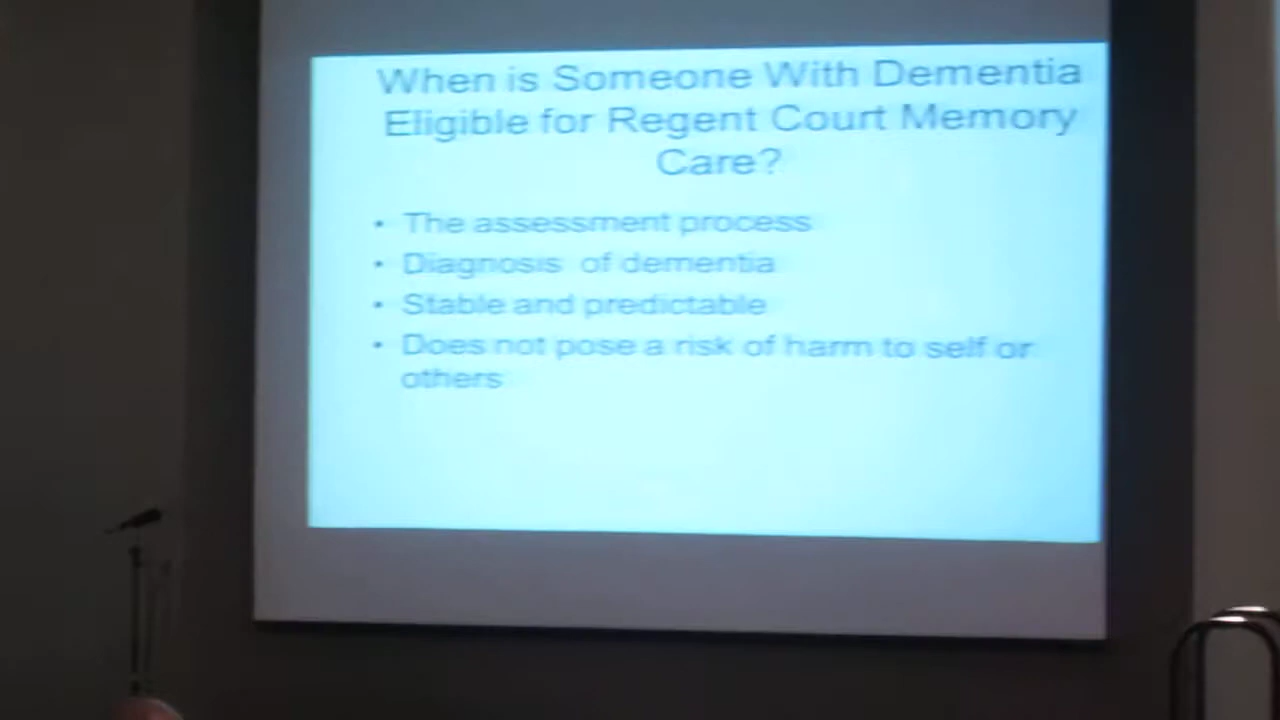 When is Someone With Dementia
Eligible for Regent Court Memory
Care?
• The assessment process
• Diagnosis of dementia
• Stable and predictable
• Does not pose a risk of harm to self or
others